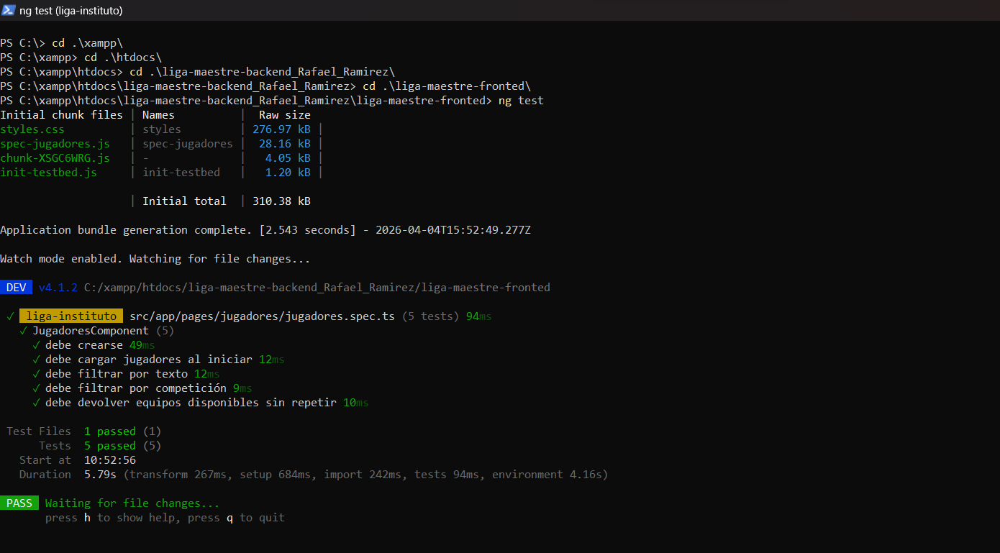 ng test (liga-instituto)
PS C:\> cd .\xampp\
PS C:\xampp> cd .\htdocs\
PS C:\xampp\htdocs> cd .\liga-maestre-backend_Rafael_Ramirez\
PS C:\xampp\htdocs\liga-maestre-backend_Rafael_Ramirez> cd .\liga-maestre-fronted\
PS C:\xampp\htdocs\liga-maestre-backend_Rafael_Ramirez\liga-maestre-fronted> ng test
Initial chunk files | Names | Raw size
styles.css | styles | 276.97 kB |
spec-jugadores.js | spec-jugadores | 28.16 kB |
chunk-XSGC6WRG.js | - | 4.05 kB |
init-testbed.js | init-testbed | 1.20 kB |
| Initial total | 310.38 kB
Application bundle generation complete. [2.543 seconds] - 2026-04-04T15:52:49.277Z
Watch mode enabled. Watching for file changes...
DEV v4.1.2 C:/xampp/htdocs/liga-maestre-backend_Rafael_Ramirez/liga-maestre-fronted
✓ liga-instituto src/app/pages/jugadores/jugadores.spec.ts (5 tests) 94ms
✓ JugadoresComponent (5)
✓ debe crearse 49ms
✓ debe cargar jugadores al iniciar 12ms
✓ debe filtrar por texto 12ms
✓ debe filtrar por competición 9ms
✓ debe devolver equipos disponibles sin repetir 10ms
Test Files 1 passed (1)
Tests 5 passed (5)
Start at 10:52:56
Duration 5.79s (transform 267ms, setup 684ms, import 242ms, tests 94ms, environment 4.16s)
PASS Waiting for file changes...
press h to show help, press q to quit